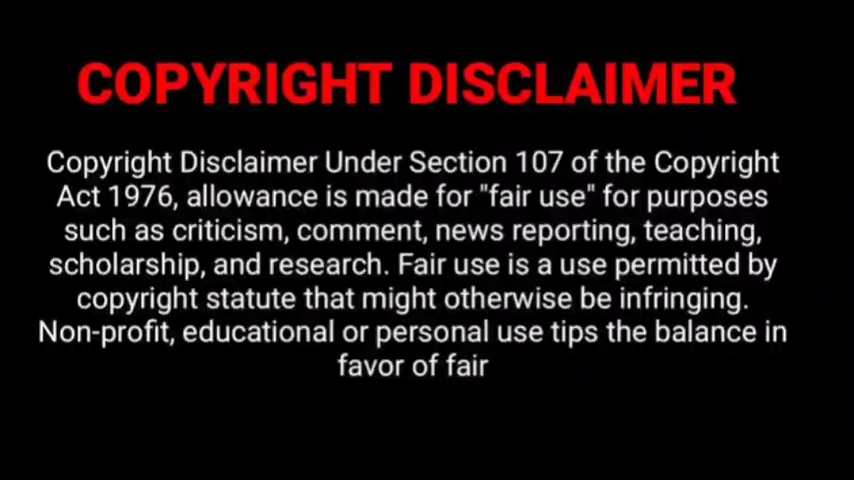 COPYRIGHT DISCLAIMER
Copyright Disclaimer Under Section 107 of the Copyright
Act 1976, allowance is made for "fair use" for purposes
such as criticism, comment, news reporting, teaching,
scholarship, and research. Fair use is a use permitted by
copyright statute that might otherwise be infringing.
Non-profit, educational or personal use tips the balance in
favor of fair